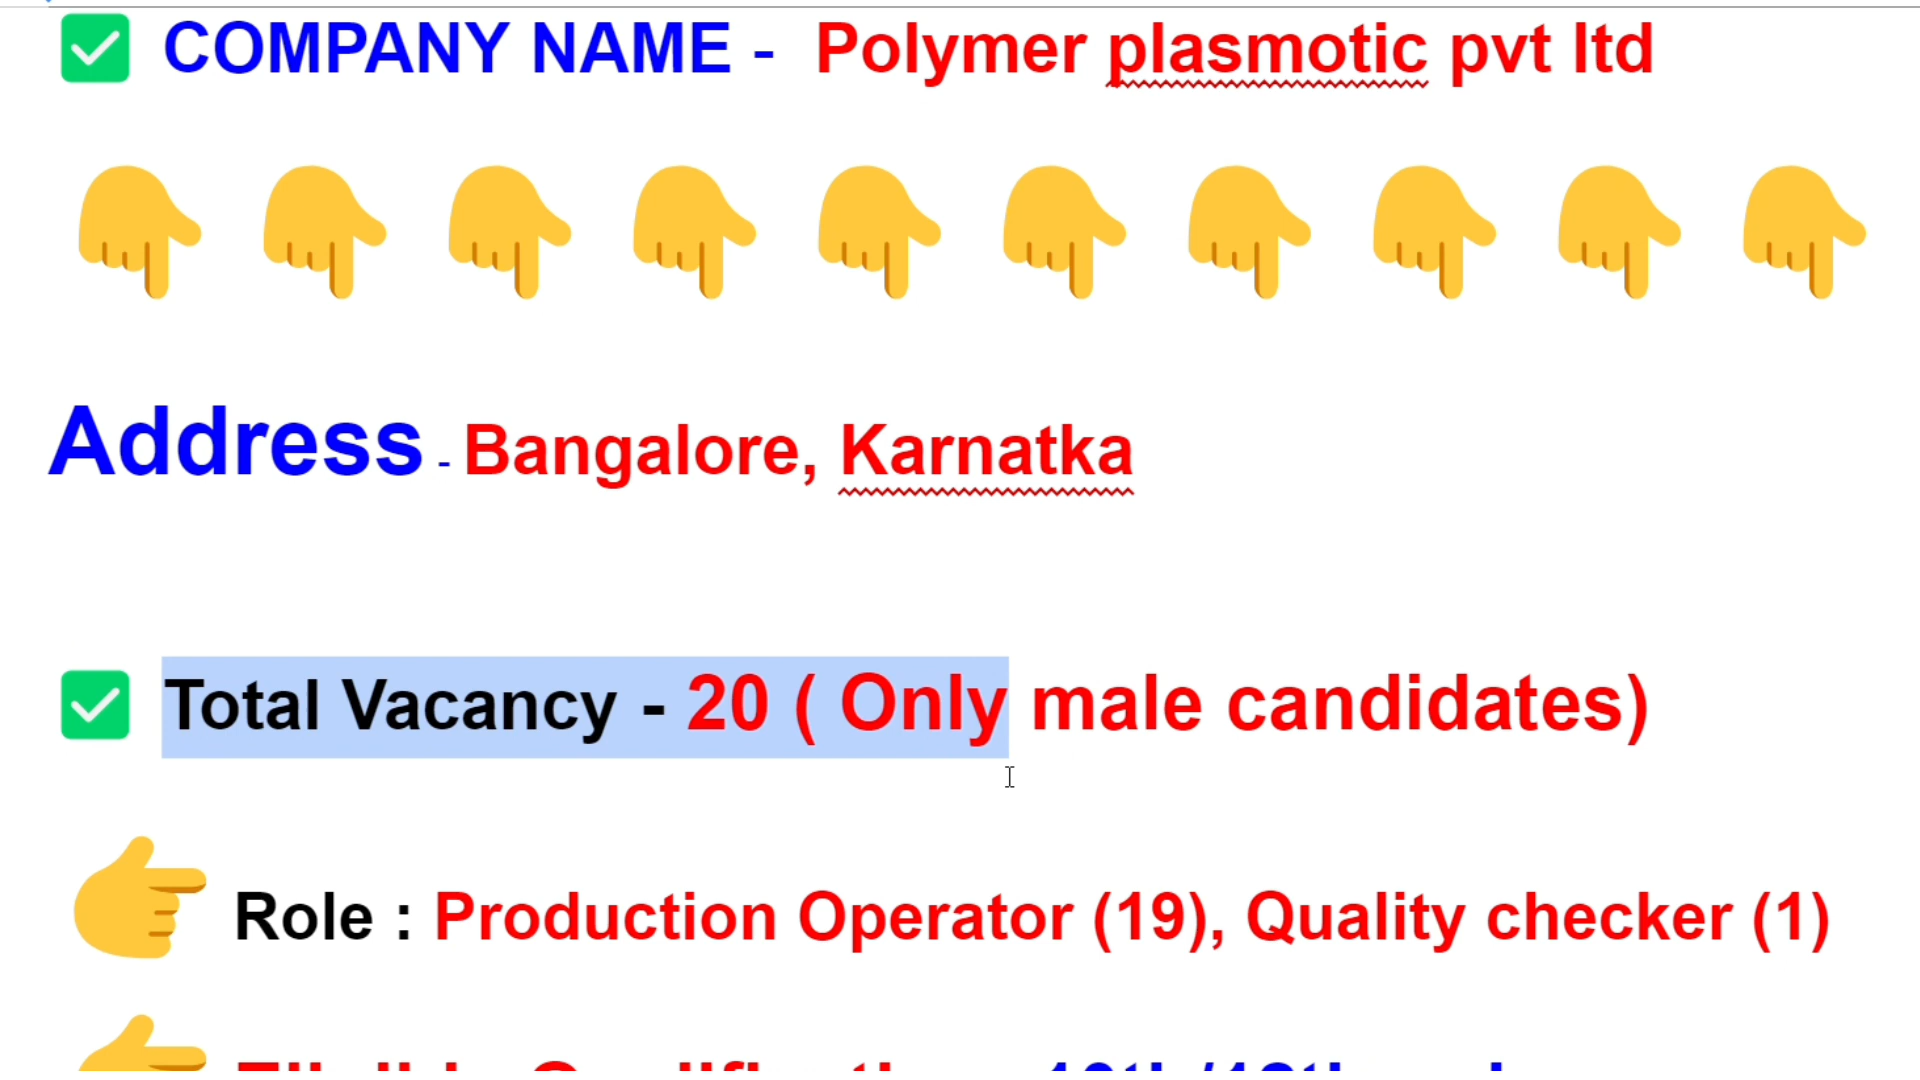 ✅ COMPANY NAME - Polymer plasmotic pvt ltd
👇 👇 👇 👇 👇 👇 👇 👇 👇 👇
Address - Bangalore, Karnatka
✅ Total Vacancy - 20 ( Only male candidates)
👉 Role : Production Operator (19), Quality checker (1)